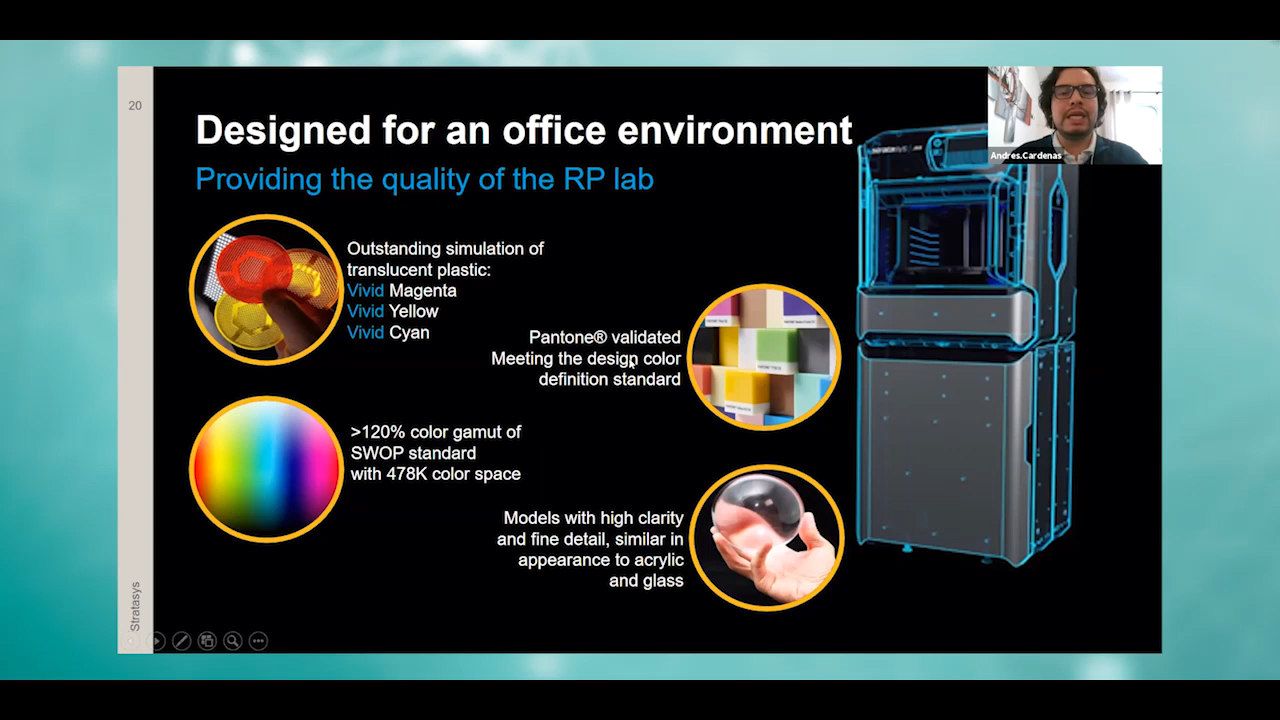 20
Designed for an office environment
Providing the quality of the RP lab
Andres.Cardenas
stratasys
Outstanding simulation of
translucent plastic:
Vivid Magenta
Vivid Yellow
Vivid Cyan
Pantone® validated
Meeting the design color
definition standard
>120% color gamut of
SWOP standard
with 478K color space
Models with high clarity
and fine detail, similar in
appearance to acrylic
and glass
Stratasys